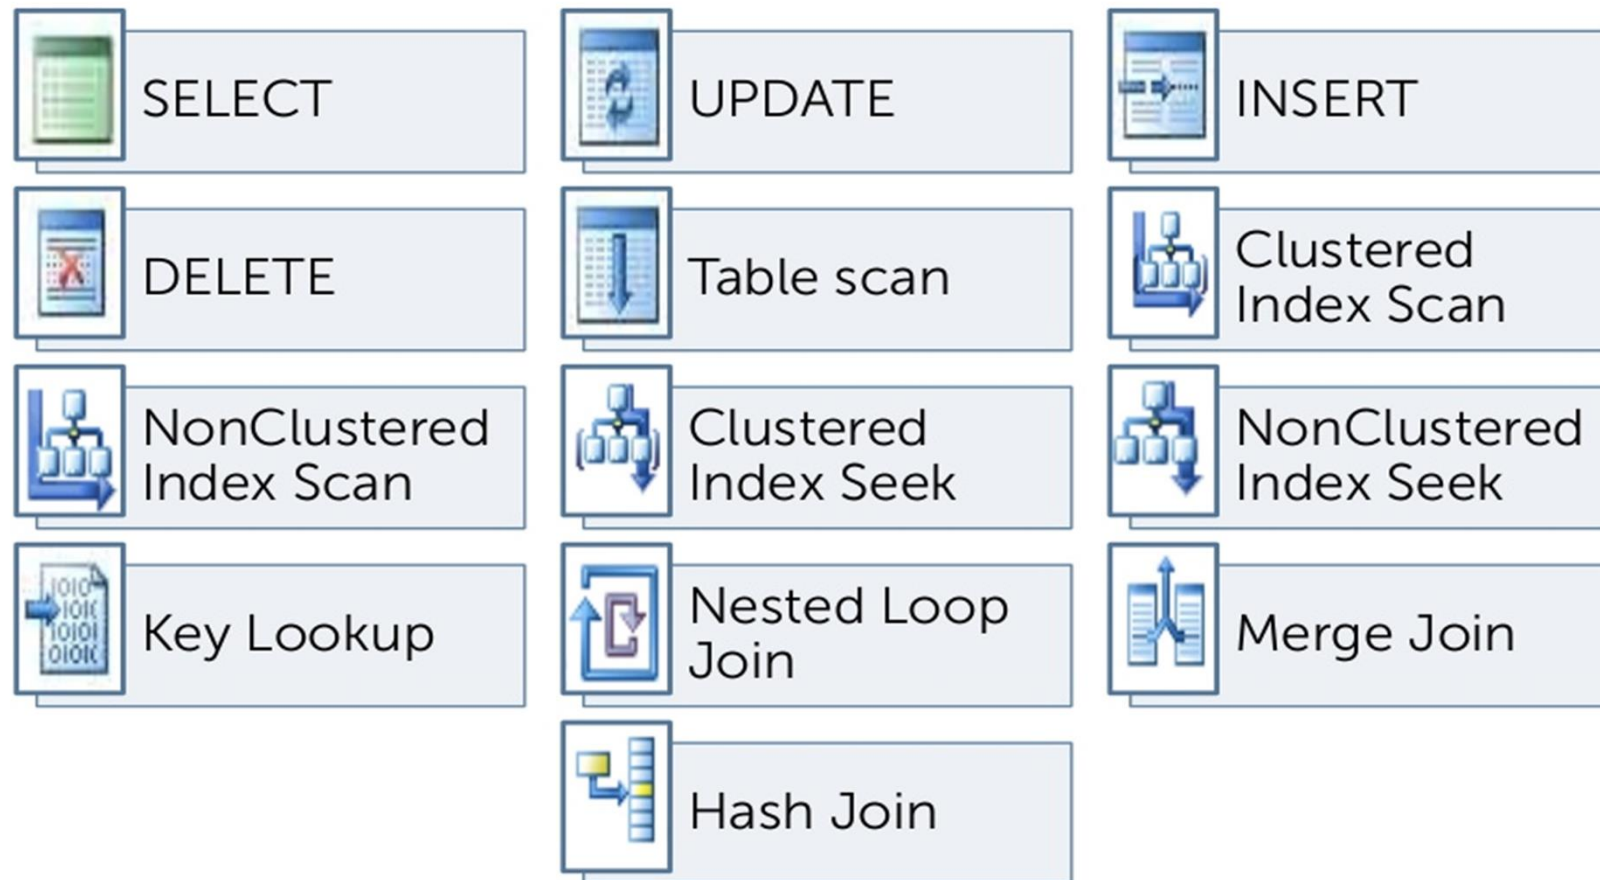 SELECT
UPDATE
INSERT
DELETE
Table scan
Clustered
Index Scan
NonClustered
Index Scan
Clustered
Index Seek
NonClustered
Index Seek
Key Lookup
Nested Loop
Join
Merge Join
Hash Join